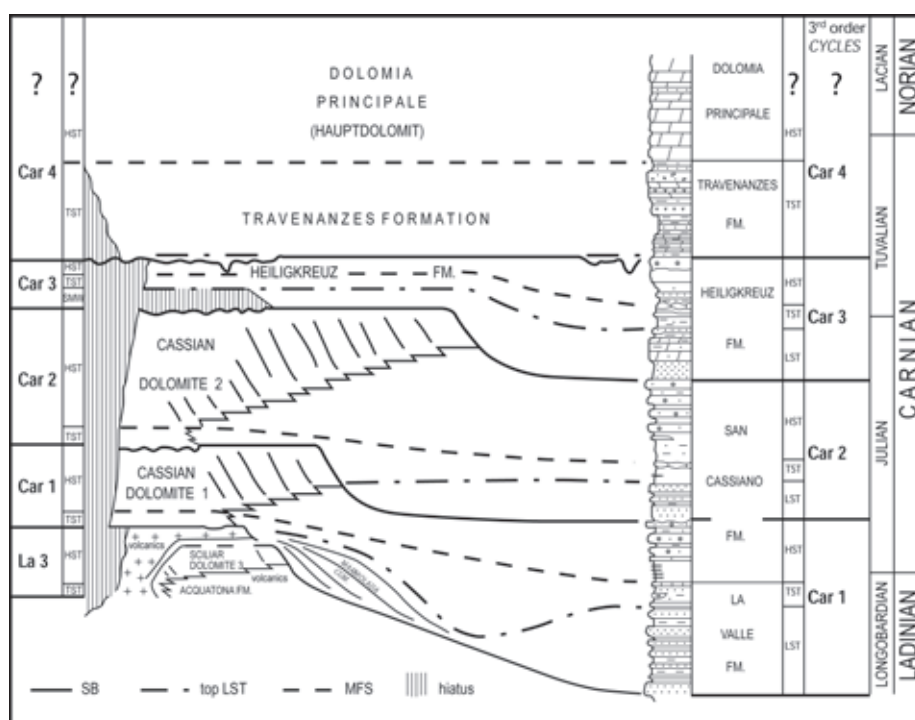 3rd order
CYCLES
?
?
DOLOMIA
PRINCIPALE
(HAUPTDOLOMIT)
HST
Car 4
TST
TRAVENANZES FORMATION
HST
Car 3
TST
SMW
HEILIGKREUZ FM.
CASSIAN
DOLOMITE 2
Car 2
HST
TST
CASSIAN
DOLOMITE 1
Car 1
HST
TST
La 3
HST
TST
volcanics
SCILIAR
DOLOMITE 3
volcanics
ACQUATONA FM.
MARMOLADA
CGM.
DOLOMIA
PRINCIPALE
TRAVENANZES
FM.
HEILIGKREUZ
FM.
SAN
CASSIANO
FM.
LA
VALLE
FM.
?
HST
TST
HST
TST
LST
HST
TST
LST
HST
TST
LST
?
Car 4
Car 3
Car 2
Car 1
LACIAN
TUVALIAN
JULIAN
LONGOBARDIAN
NORIAN
CARNIAN
LADINIAN
SB
top LST
MFS
hiatus